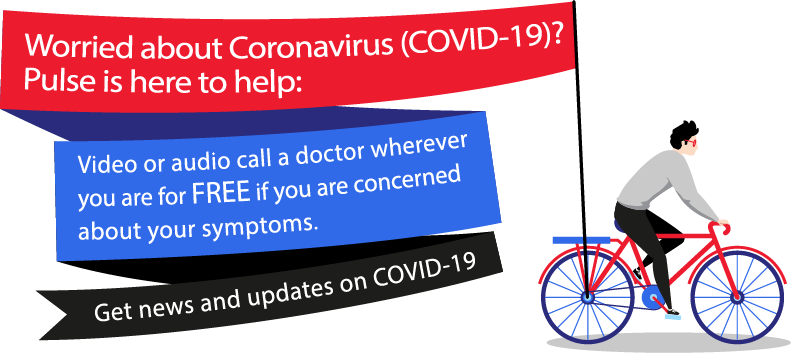 Worried about Coronavirus (COVID-19)?
Pulse is here to help:
Video or audio call a doctor wherever
you are for FREE if you are concerned
about your symptoms.
Get news and updates on COVID-19